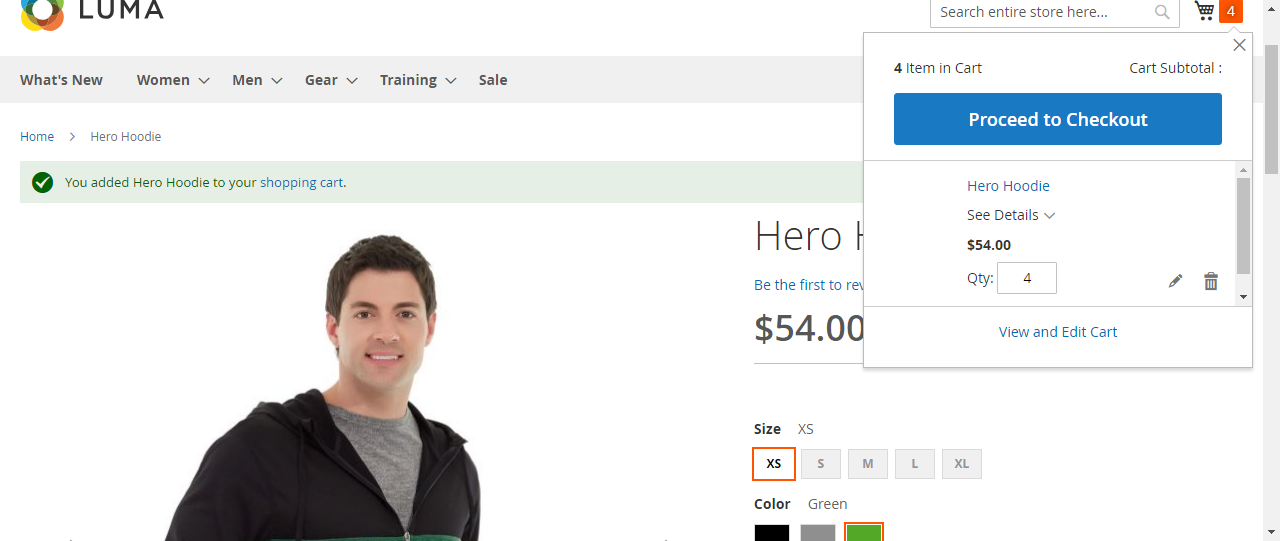 LUMA
Search entire store here...
4
What's New Women Men Gear Training Sale
4 Item in Cart Cart Subtotal :
Proceed to Checkout
Home Hero Hoodie
You added Hero Hoodie to your shopping cart.
Hero Hoodie
See Details
$54.00
Qty: 4
View and Edit Cart
Hero
Be the first to
$54.00
Size XS
XS S M L XL
Color Green